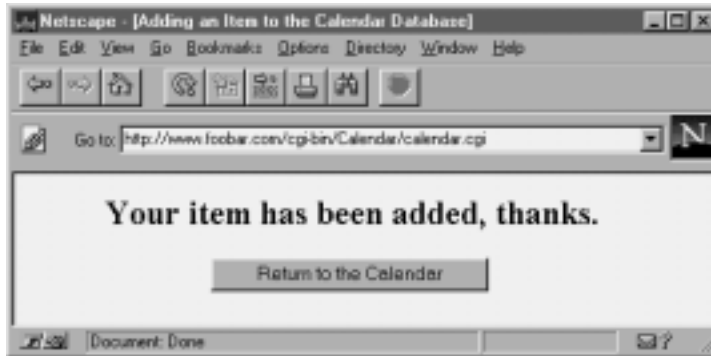 Netscape - [Adding an Item to the Calendar Database]
File Edit View Go Bookmarks Options Directory Window Help
Go to: http://www.foobar.com/cgi-bin/Calendar/calendar.cgi
N
Your item has been added, thanks.
Return to the Calendar
Document: Done
?